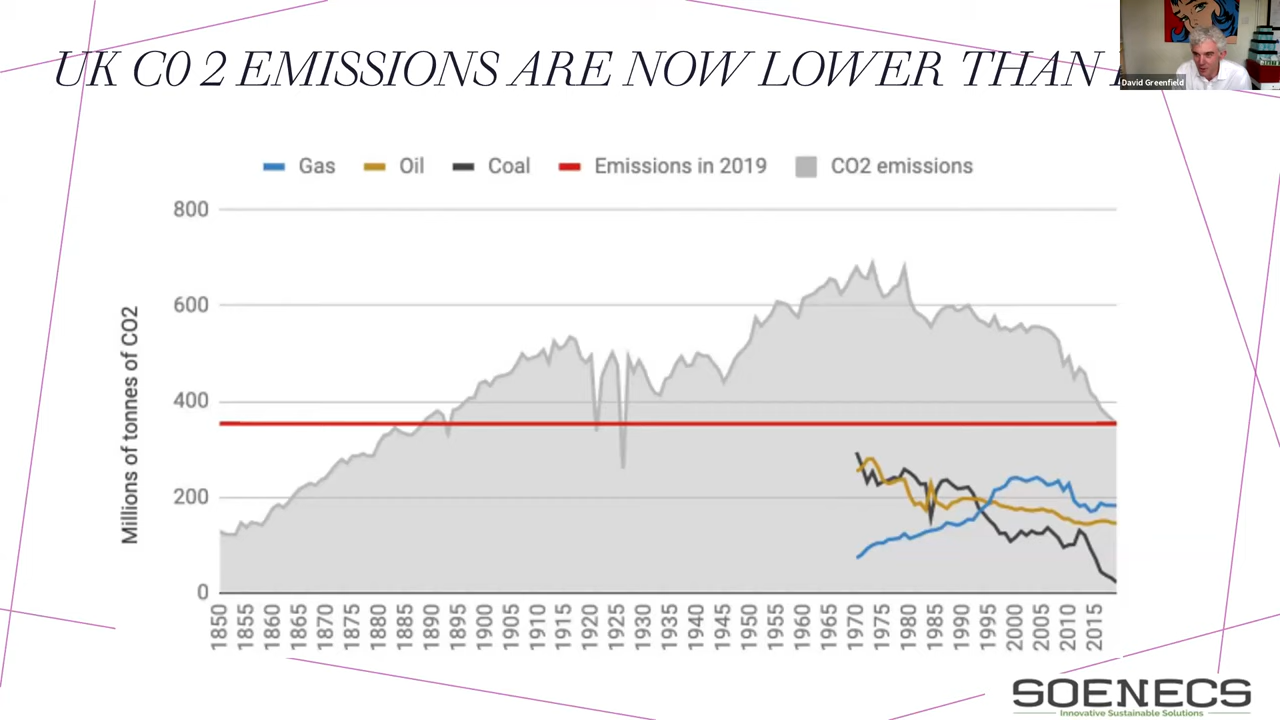 UK C0 2 EMISSIONS ARE NOW LOWER THAN
David Greenfield
Gas Oil Coal Emissions in 2019 CO2 emissions
Millions of tonnes of CO2
800
600
400
200
0
1850 1855 1860 1865 1870 1875 1880 1885 1890 1895 1900 1905 1910 1915 1920 1925 1930 1935 1940 1945 1950 1955 1960 1965 1970 1975 1980 1985 1990 1995 2000 2005 2010 2015
SOENECS
Innovative Sustainable Solutions